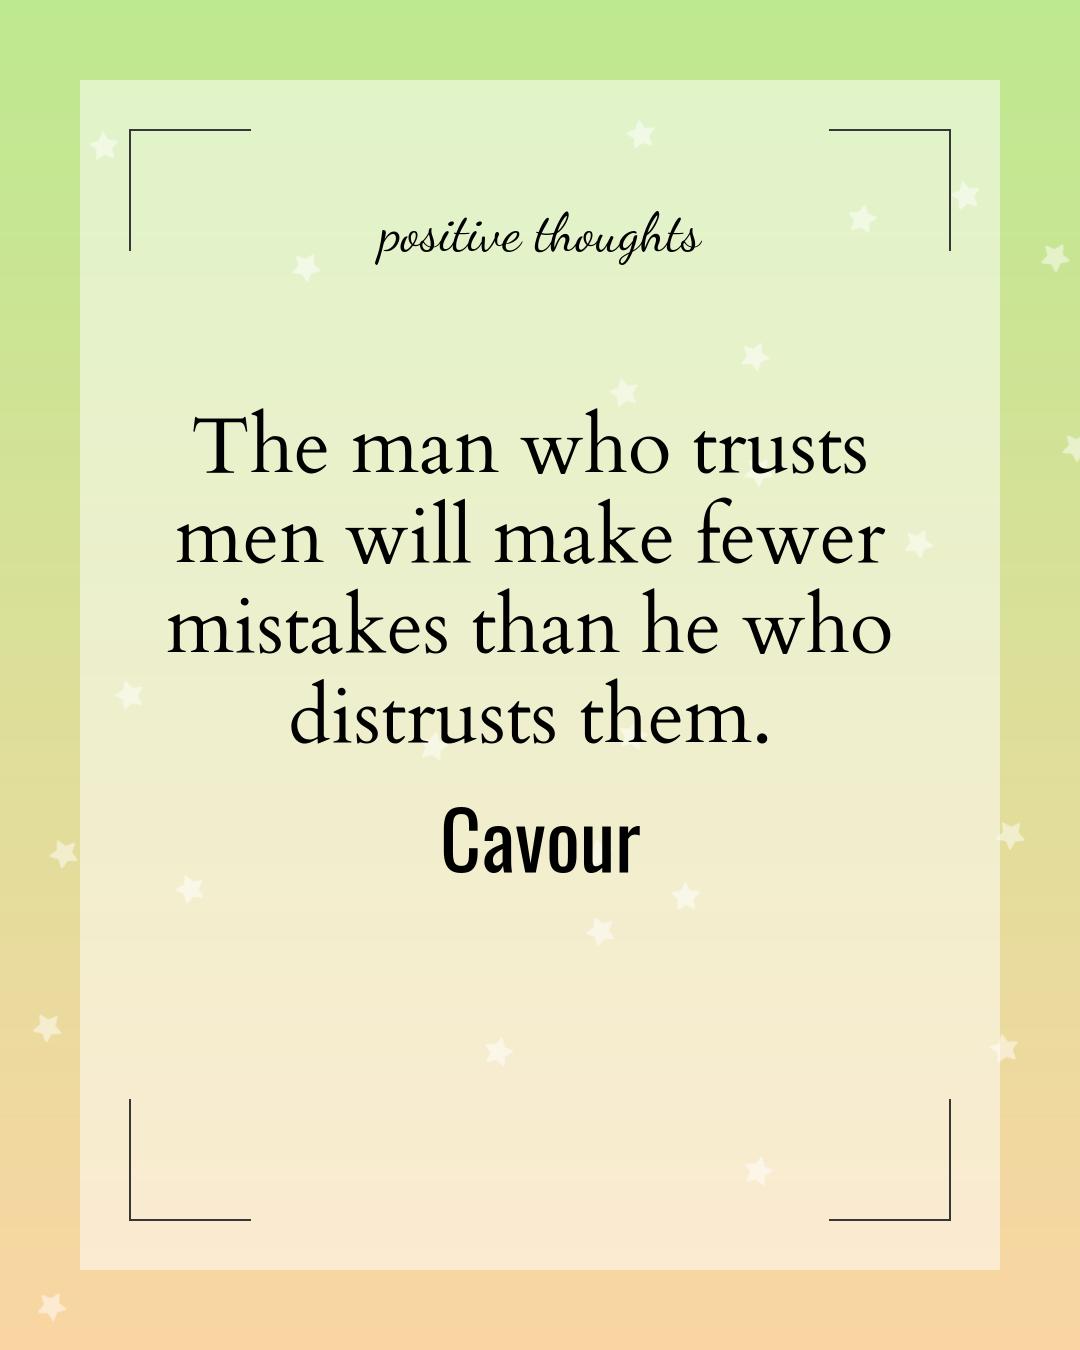 positive thoughts
The man who trusts
men will make fewer
mistakes than he who
distrusts them.
Cavour